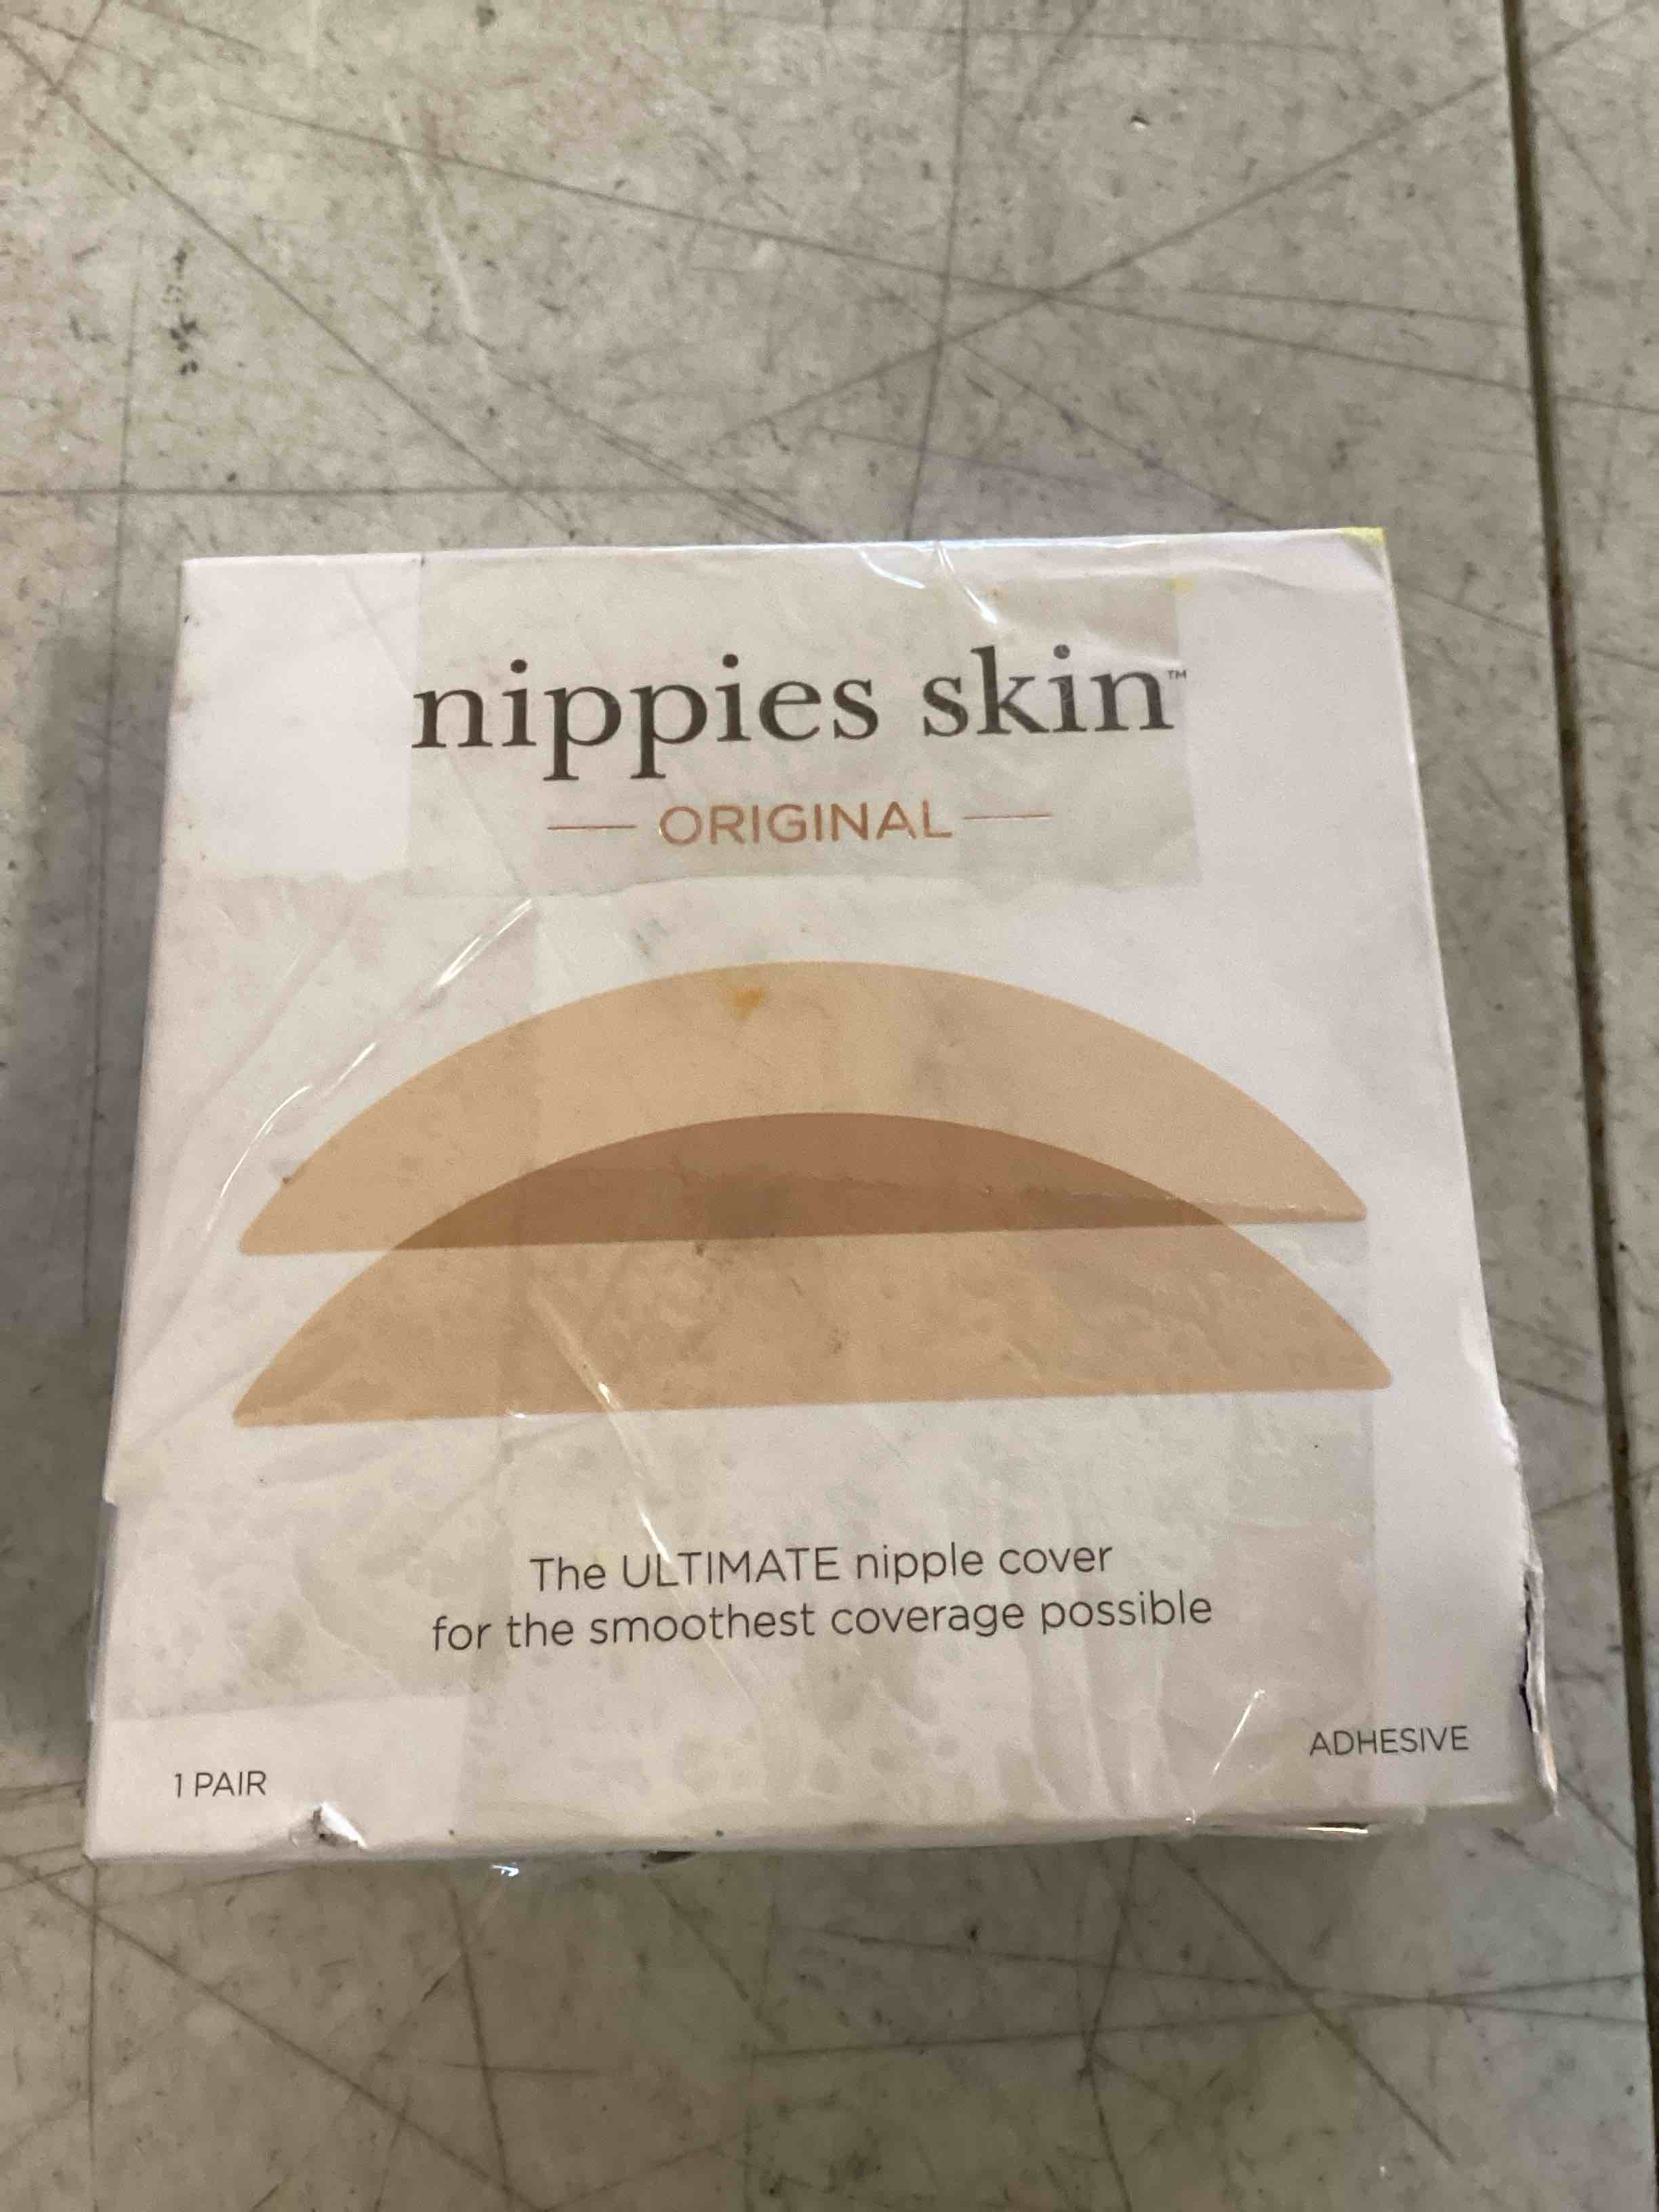 nippies skin™
ORIGINAL
The ULTIMATE nipple cover
for the smoothest coverage possible
ADHESIVE
1 PAIR